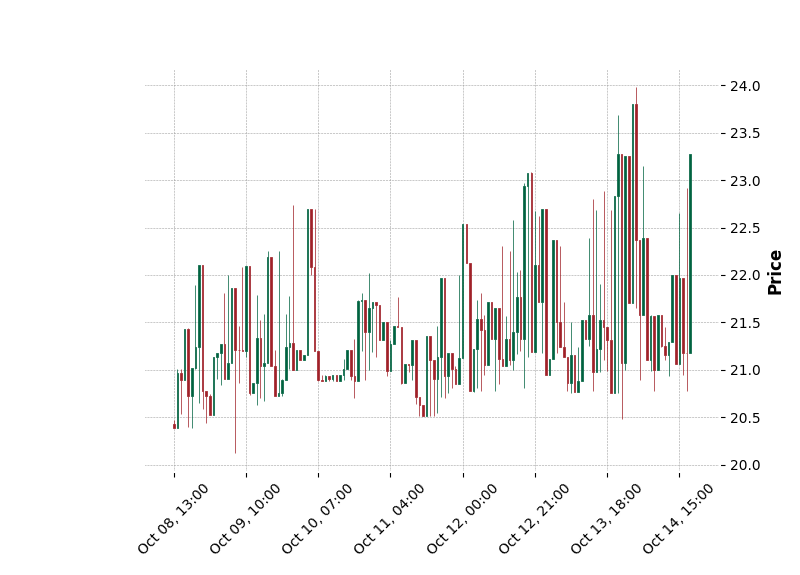 24.0
23.5
23.0
22.5
22.0
21.5
21.0
20.5
20.0
Price
Oct 08, 13:00
Oct 09, 10:00
Oct 10, 07:00
Oct 11, 04:00
Oct 12, 00:00
Oct 12, 21:00
Oct 13, 18:00
Oct 14, 15:00